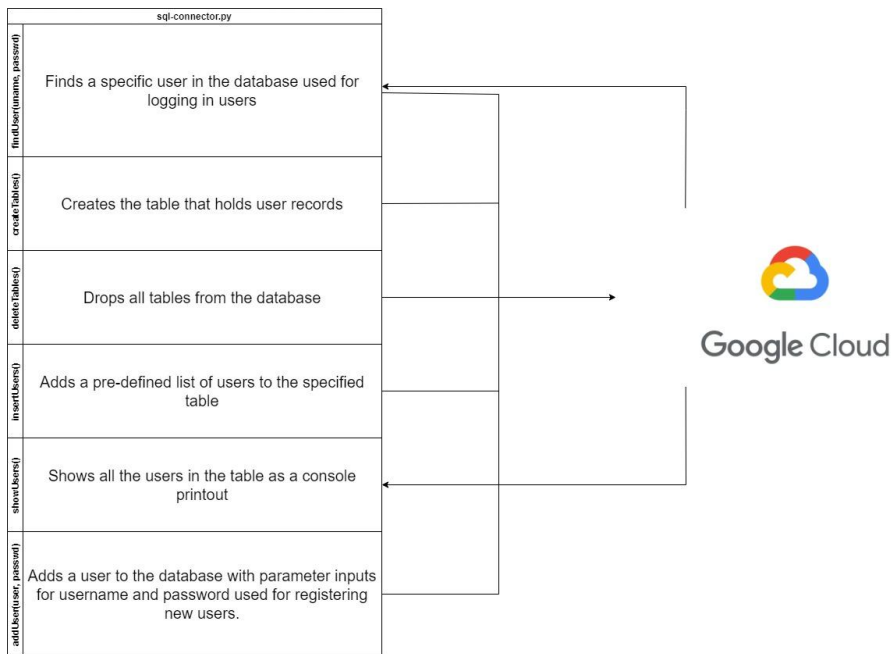 sql-connector.py
findUser(uname, passwd)
Finds a specific user in the database used for
logging in users
createTables()
Creates the table that holds user records
deleteTables()
Drops all tables from the database
insertUsers()
Adds a pre-defined list of users to the specified
table
showUsers()
Shows all the users in the table as a console
printout
addUser(user, passwd)
Adds a user to the database with parameter inputs
for username and password used for registering
new users.
Google Cloud